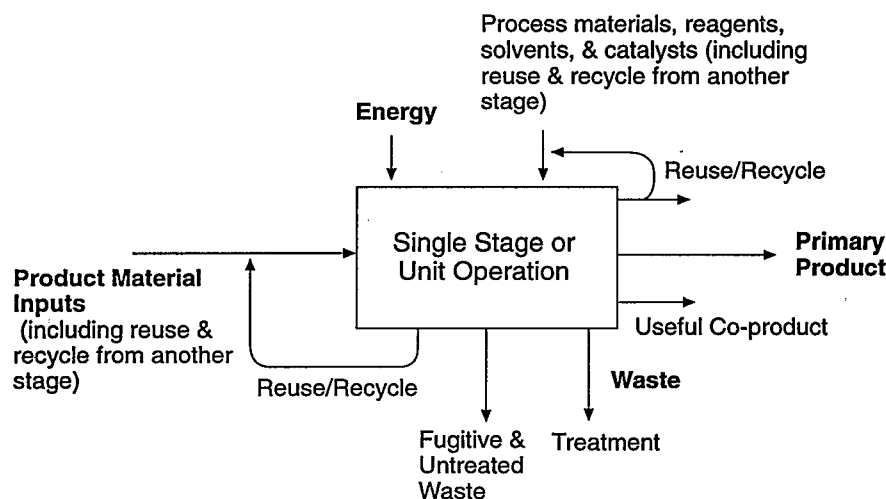 Process materials, reagents,
solvents, & catalysts (including
reuse & recycle from another
stage)
Energy
Reuse/Recycle
Single Stage or
Unit Operation
Primary
Product
Product Material
Inputs
(including reuse &
recycle from another
stage)
Useful Co-product
Reuse/Recycle
Waste
Fugitive &
Untreated
Waste
Treatment